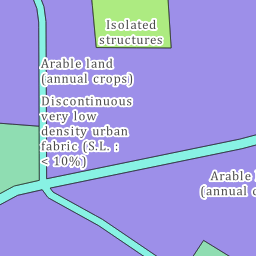 Isolated
structures
Arable land
(annual crops)
Discontinuous
very low
density urban
fabric (S.L. :
< 10%)
Arable
(annual